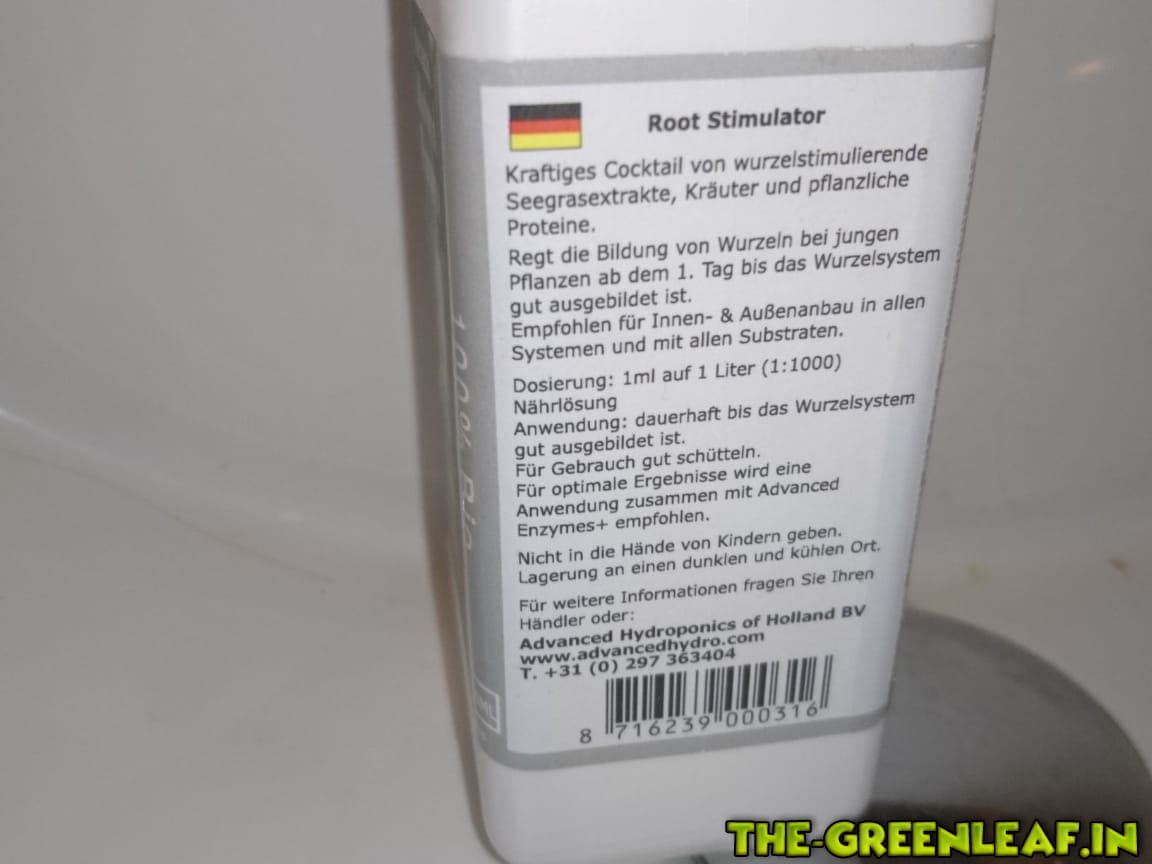 Root Stimulator
Kraftiges Cocktail von wurzelstimulierende
Seegrasextrakte, Kräuter und pflanzliche
Proteine.
Regt die Bildung von Wurzeln bei jungen
Pflanzen ab dem 1. Tag bis das Wurzelsystem
gut ausgebildet ist.
Empfohlen für Innen- & Außenanbau in allen
Systemen und mit allen Substraten.
Dosierung: 1ml auf 1 Liter (1:1000)
Nährlösung
Anwendung: dauerhaft bis das Wurzelsystem
gut ausgebildet ist.
Für Gebrauch gut schütteln.
Für optimale Ergebnisse wird eine
Anwendung zusammen mit Advanced
Enzymes+ empfohlen.
Nicht in die Hände von Kindern geben.
Lagerung an einen dunklen und kühlen Ort.
Für weitere Informationen fragen Sie Ihren
Händler oder:
Advanced Hydroponics of Holland BV
www.advancedhydro.com
T. +31 (0) 297 363404
8 716239 000316
100% Bio
ML
THE-GREENLEAF.IN